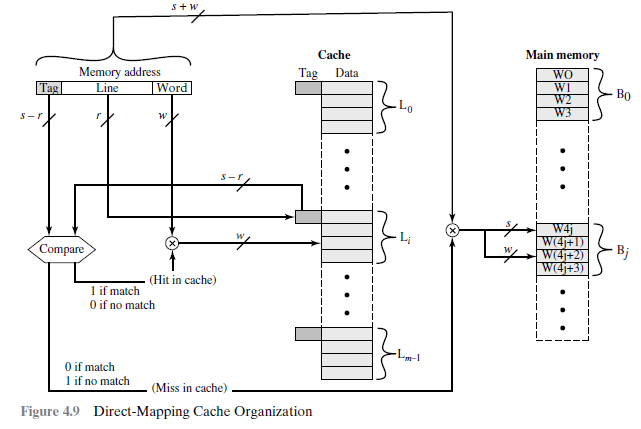 s + w
Cache
Main memory
Memory address
Tag Data
Tag Line Word
WO
W1
W2
W3
B0
L0
s – r r w
s – r
Li
s
w
W4j
W(4j+1)
W(4j+2)
W(4j+3)
Bj
Compare
w
(Hit in cache)
1 if match
0 if no match
Lm–1
0 if match
1 if no match
(Miss in cache)
Figure 4.9 Direct-Mapping Cache Organization